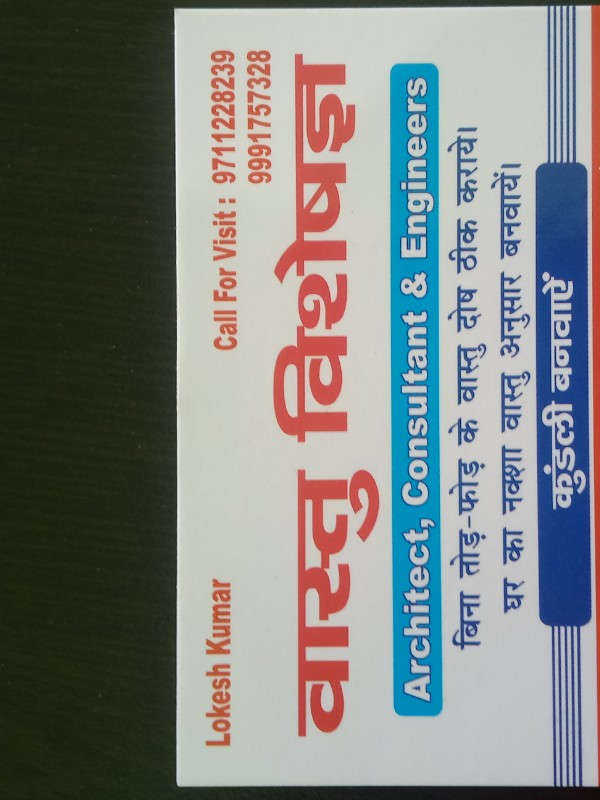 Lokesh Kumar
Call For Visit : 9711228239
9991757328
वास्तु विशेषज्ञ
Architect, Consultant & Engineers
बिना तोड़-फोड़ के वास्तु दोष ठीक कराये।
घर का नक्शा वास्तु अनुसार बनवायें।
कुंडली बनवाऐं